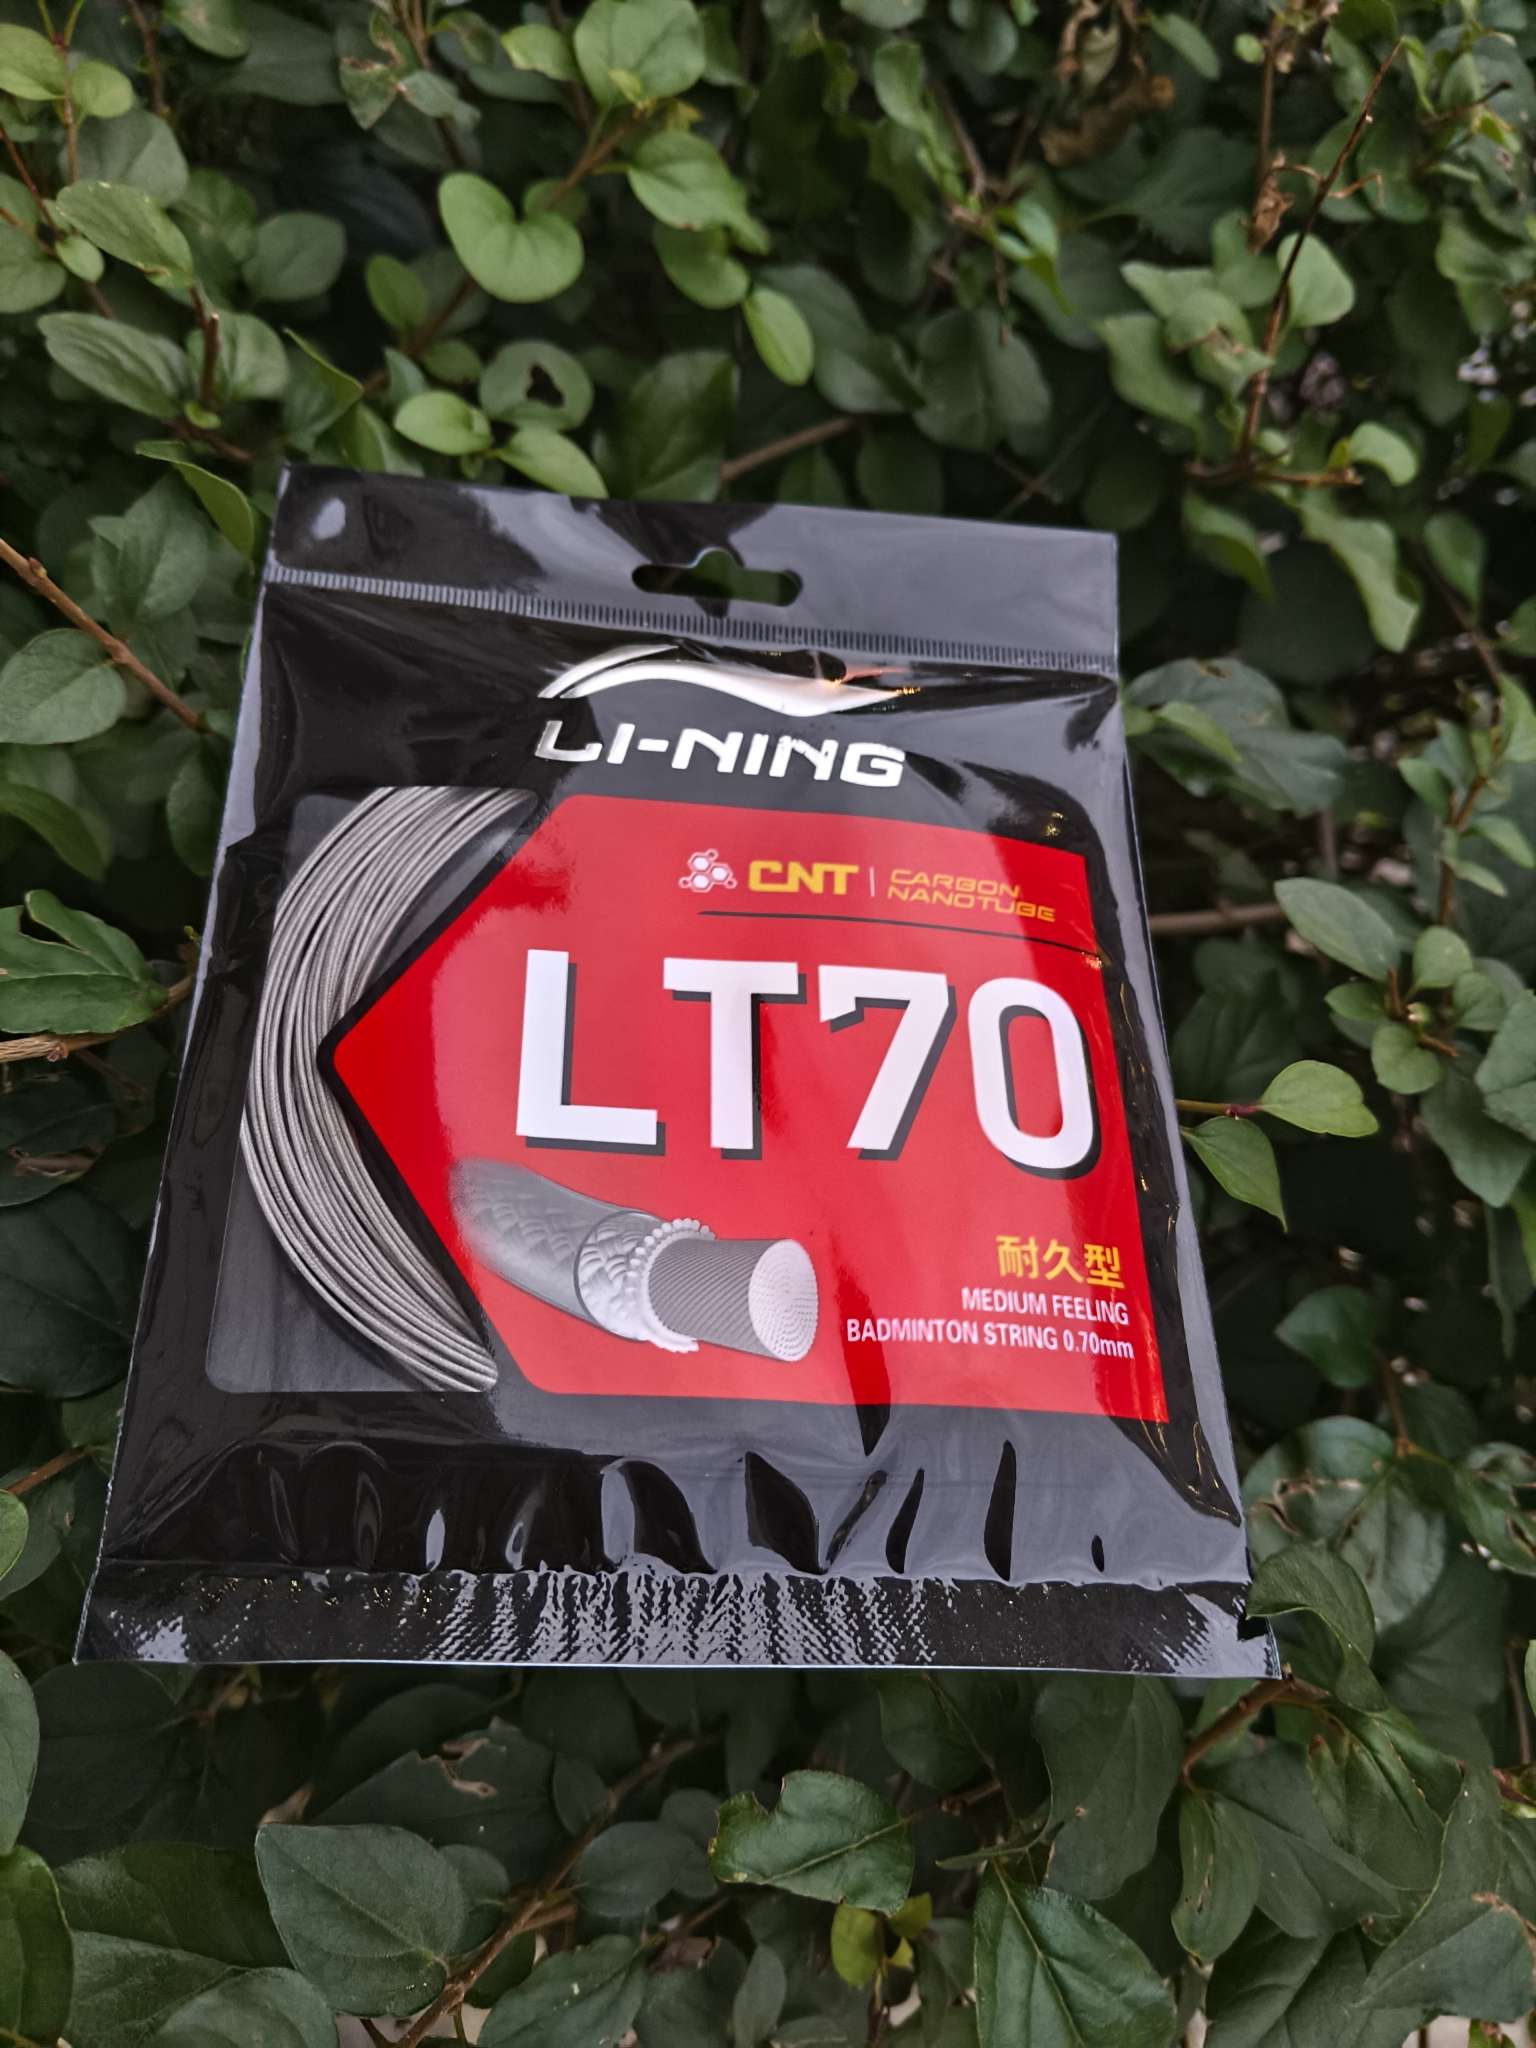 LI-NING
CNT | CARBON
NANOTUBE
LT70
耐久型
MEDIUM FEELING
BADMINTON STRING 0.70mm